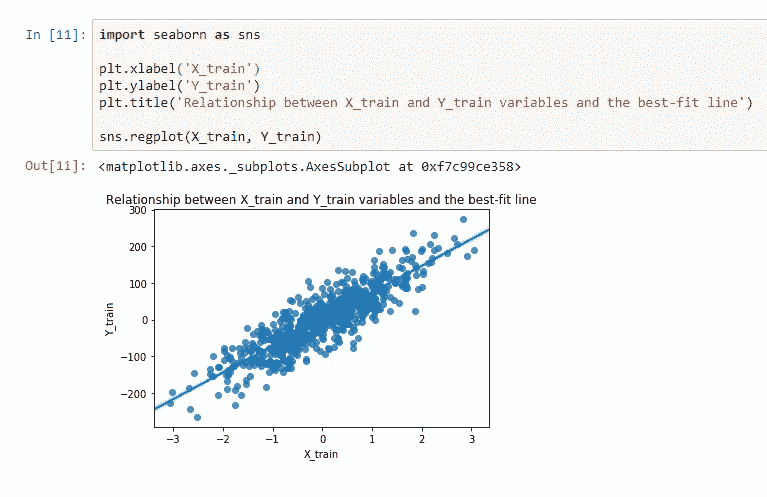 In [11]: import seaborn as sns
plt.xlabel('X_train')
plt.ylabel('Y_train')
plt.title('Relationship between X_train and Y_train variables and the best-fit line')
sns.regplot(X_train, Y_train)
Out[11]: <matplotlib.axes._subplots.AxesSubplot at 0xf7c99ce358>
Relationship between X_train and Y_train variables and the best-fit line
300
200
100
0
−100
−200
Y_train
−3 −2 −1 0 1 2 3
X_train